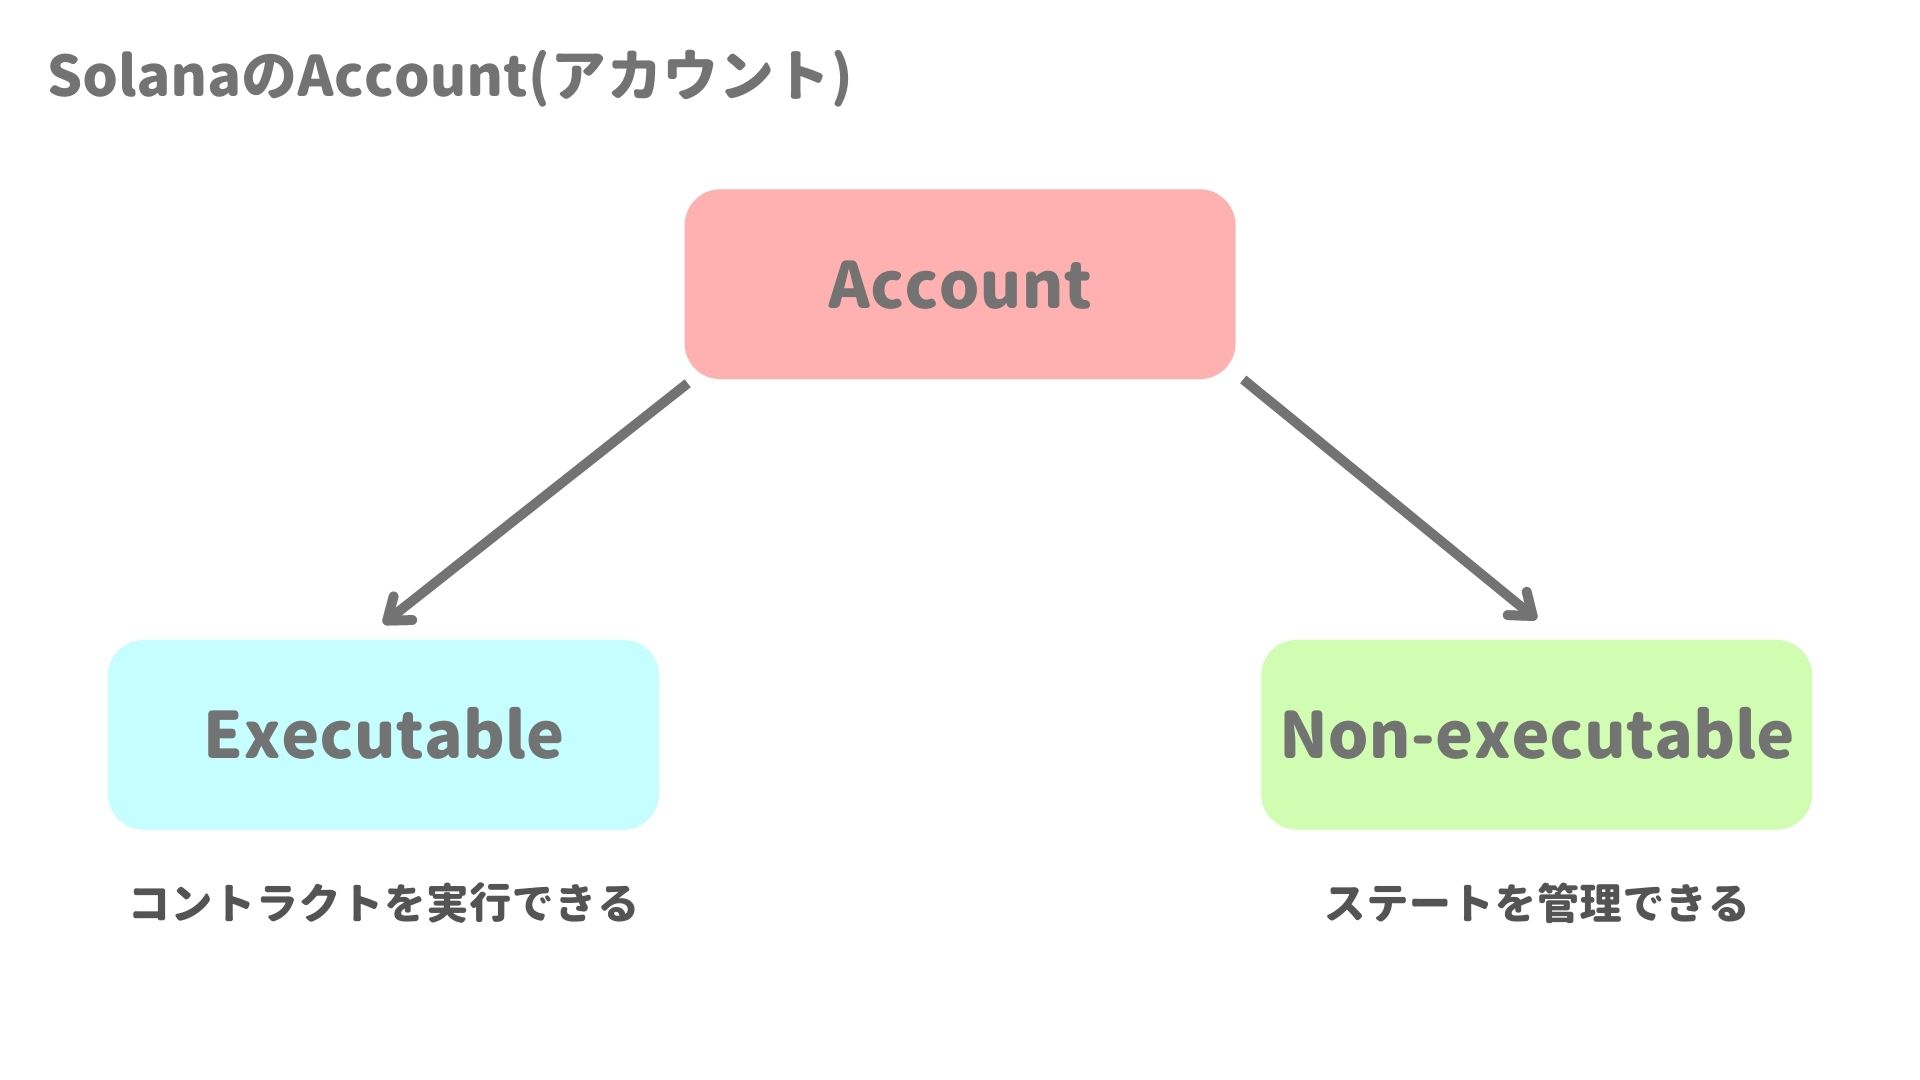 SolanaのAccount(アカウント)
Account
Executable
Non-executable
コントラクトを実行できる
ステートを管理できる